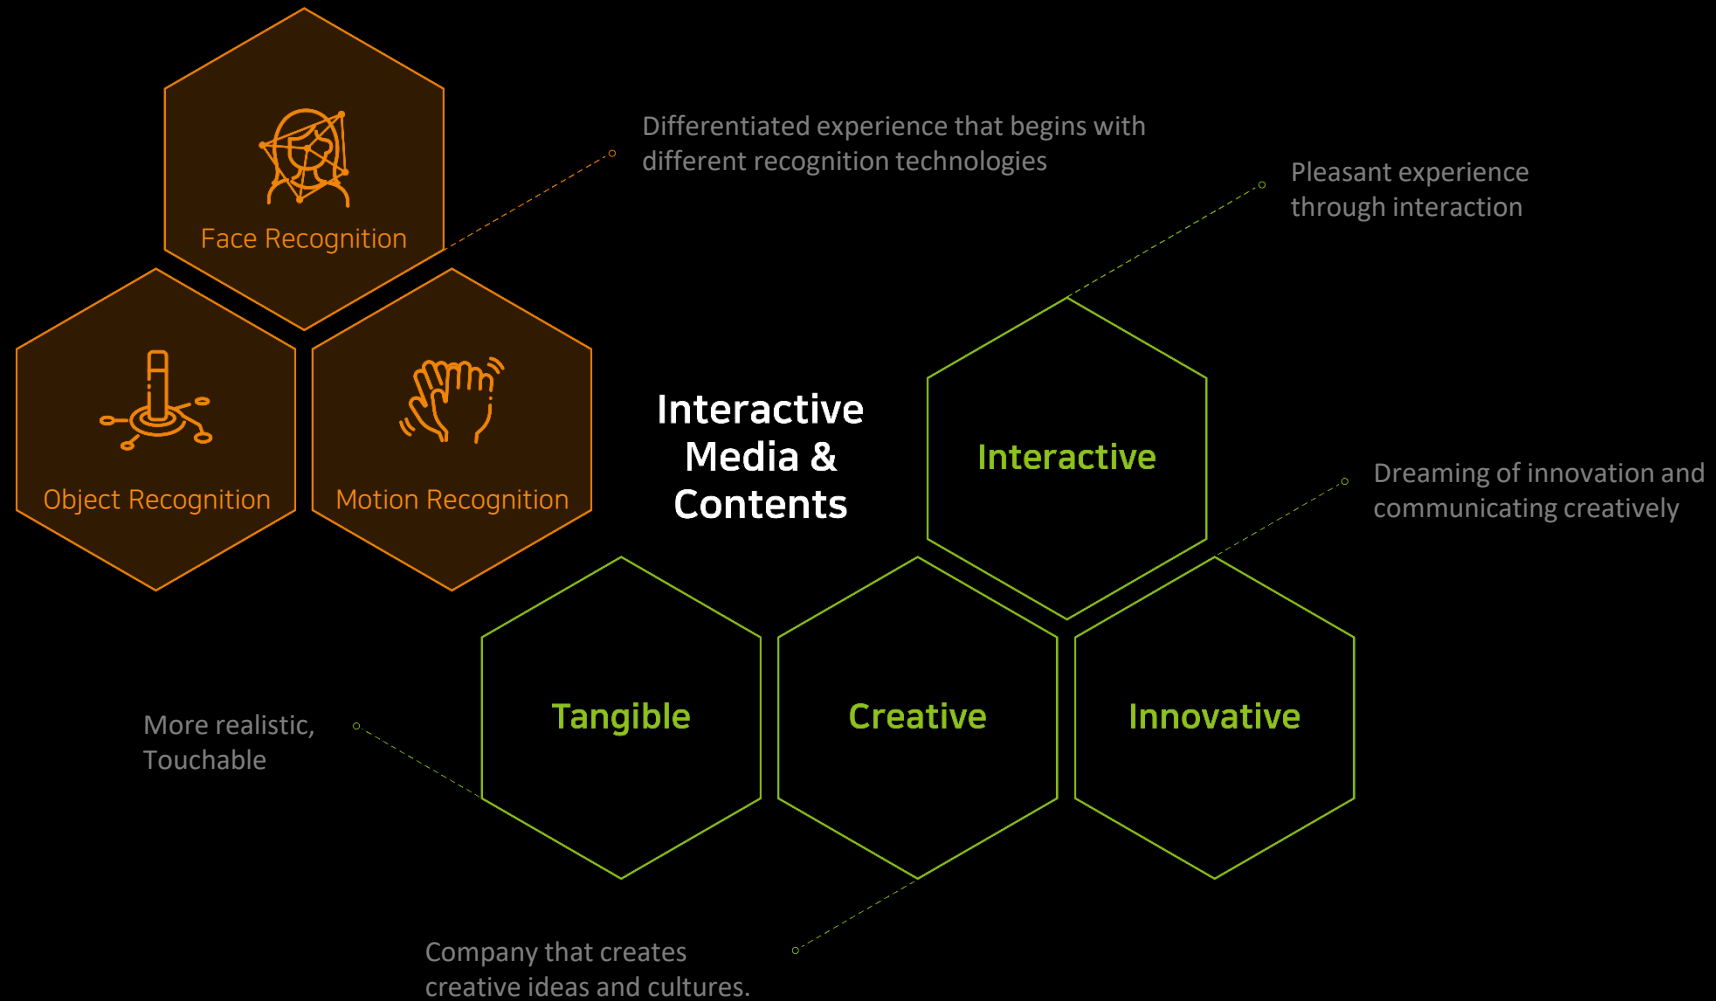 Face Recognition
Differentiated experience that begins with
different recognition technologies
Object Recognition
Motion Recognition
Interactive
Media &
Contents
Pleasant experience
through interaction
Interactive
Dreaming of innovation and
communicating creatively
Tangible
Creative
Innovative
More realistic,
Touchable
Company that creates
creative ideas and cultures.